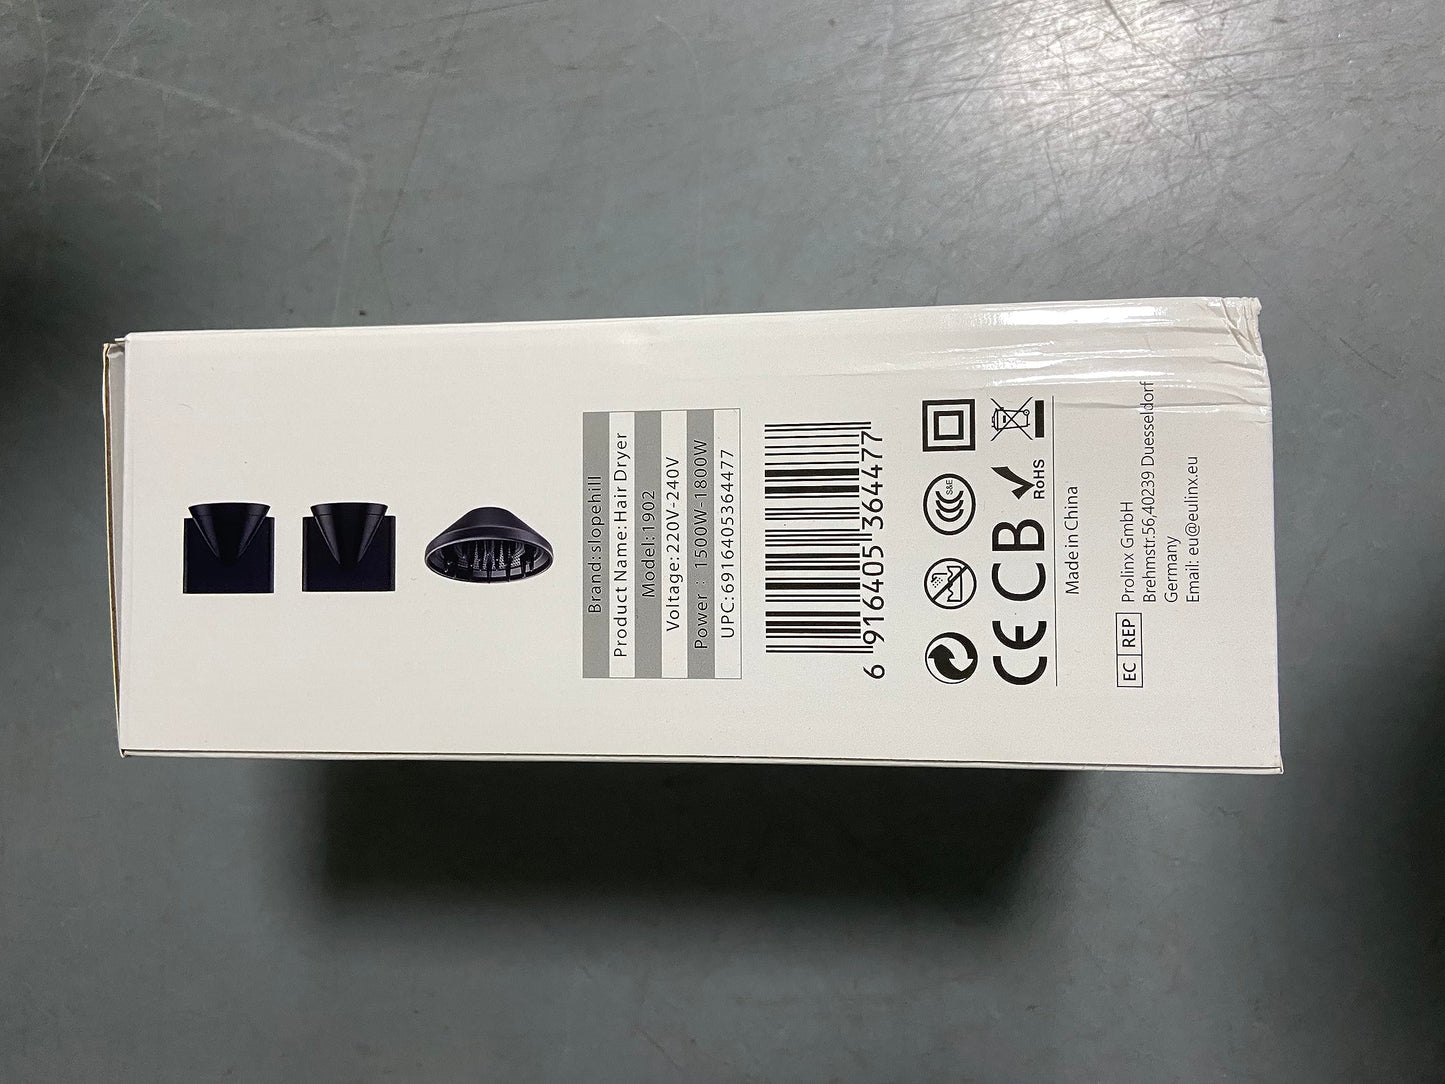 Brand:slopehill
Product Name:Hair Dryer
Model:1902
Voltage:220V-240V
Power : 1500W-1800W
UPC:6916405364477
6 916405 364477
S&E
CE CB RoHS
Made in China
EC REP
Prolinx GmbH
Brehmstr.56,40239 Duesseldorf
Germany
Email: eu@eulinx.eu